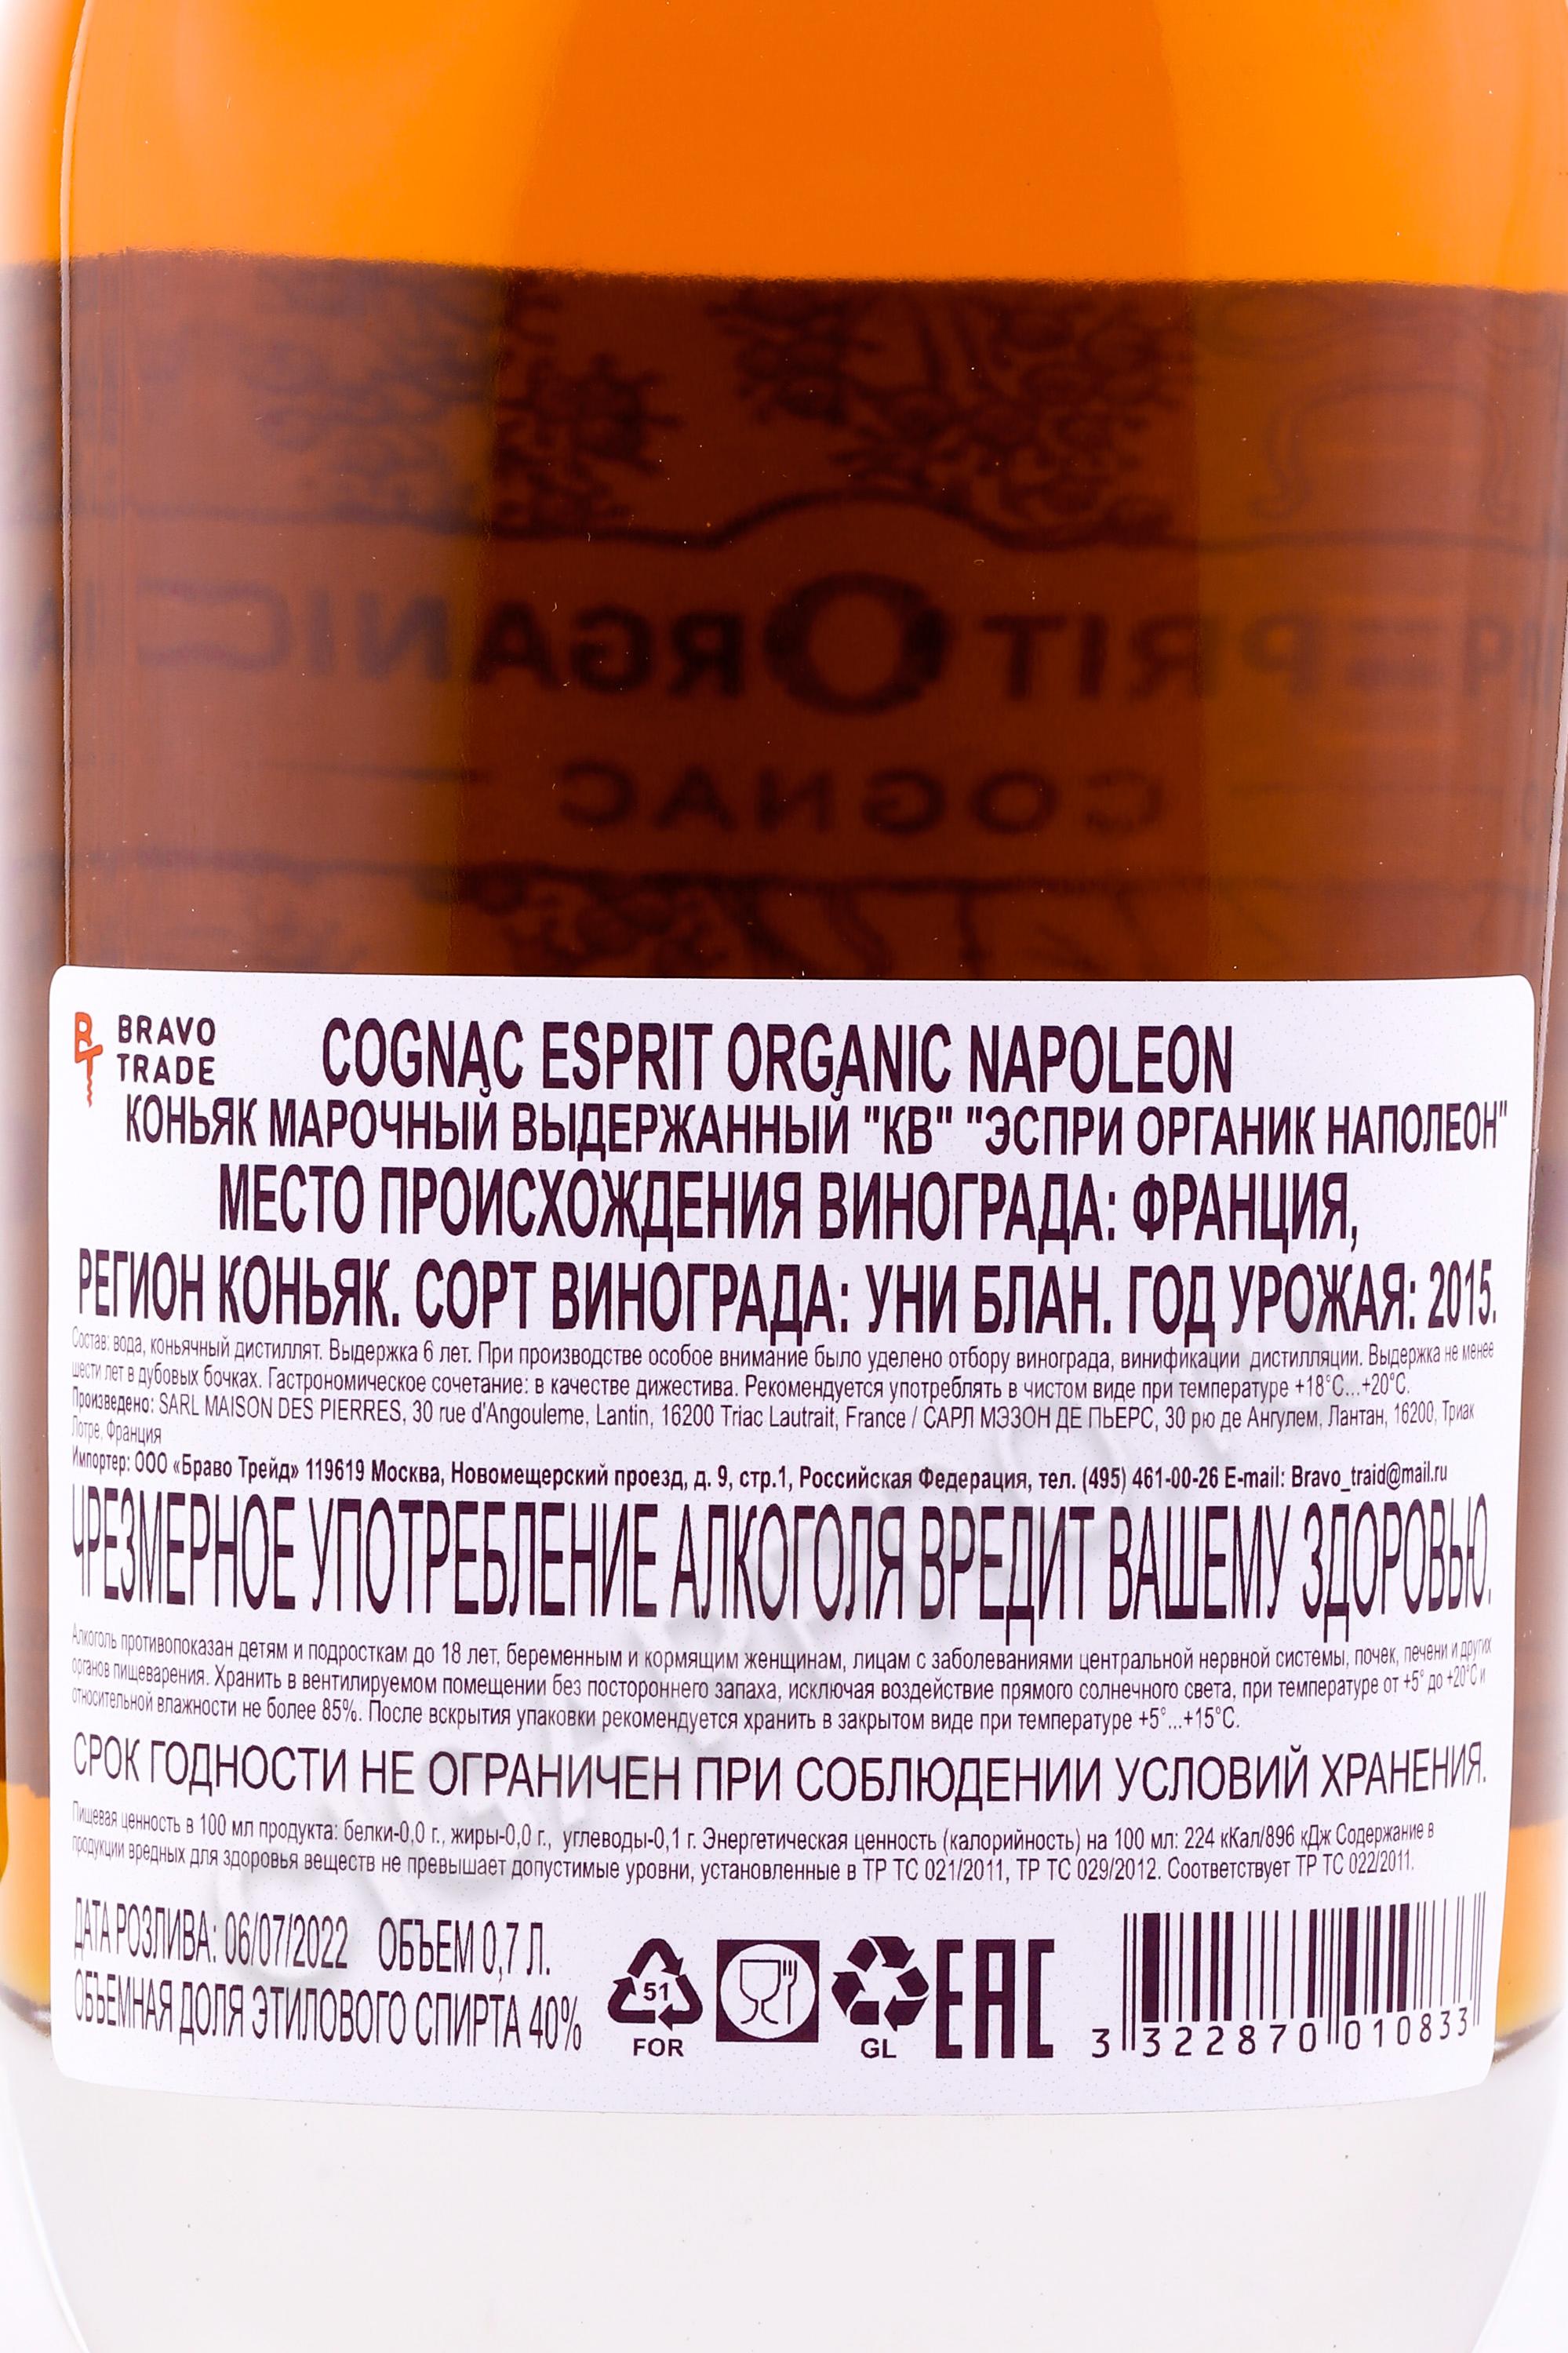 ESPRIT ORGANIC
COGNAC
BRAVO
TRADE
COGNAC ESPRIT ORGANIC NAPOLEON
КОНЬЯК МАРОЧНЫЙ ВЫДЕРЖАННЫЙ "КВ" "ЭСПРИ ОРГАНИК НАПОЛЕОН"
МЕСТО ПРОИСХОЖДЕНИЯ ВИНОГРАДА: ФРАНЦИЯ,
РЕГИОН КОНЬЯК. СОРТ ВИНОГРАДА: УНИ БЛАН. ГОД УРОЖАЯ: 2015.
Состав: вода, коньячный дистиллят. Выдержка 6 лет. При производстве особое внимание было уделено отбору винограда, винификации дистилляции. Выдержка не менее
шести лет в дубовых бочках. Гастрономическое сочетание: в качестве дижестива. Рекомендуется употреблять в чистом виде при температуре +18°C...+20°C.
Произведено: SARL MAISON DES PIERRES, 30 rue d'Angouleme, Lantin, 16200 Triac Lautrait, France / САРЛ МЭЗОН ДЕ ПЬЕРС, 30 рю де Ангулем, Лантан, 16200, Триак
Лотре, Франция
Импортер: ООО «Браво Трейд» 119619 Москва, Новомещерский проезд, д. 9, стр.1, Российская Федерация, тел. (495) 461-00-26 E-mail: Bravo_traid@mail.ru
ЧРЕЗМЕРНОЕ УПОТРЕБЛЕНИЕ АЛКОГОЛЯ ВРЕДИТ ВАШЕМУ ЗДОРОВЬЮ.
Алкоголь противопоказан детям и подросткам до 18 лет, беременным и кормящим женщинам, лицам с заболеваниями центральной нервной системы, почек, печени и других
органов пищеварения. Хранить в вентилируемом помещении без постороннего запаха, исключая воздействие прямого солнечного света, при температуре от +5° до +20°C и
относительной влажности не более 85%. После вскрытия упаковки рекомендуется хранить в закрытом виде при температуре +5°...+15°C.
СРОК ГОДНОСТИ НЕ ОГРАНИЧЕН ПРИ СОБЛЮДЕНИИ УСЛОВИЙ ХРАНЕНИЯ.
Пищевая ценность в 100 мл продукта: белки-0,0 г., жиры-0,0 г., углеводы-0,1 г. Энергетическая ценность (калорийность) на 100 мл: 224 кКал/896 кДж Содержание в
продукции вредных для здоровья веществ не превышает допустимые уровни, установленные в ТР ТС 021/2011, ТР ТС 029/2012. Соответствует ТР ТС 022/2011.
ДАТА РОЗЛИВА: 06/07/2022 ОБЪЕМ 0,7 Л.
ОБЪЕМНАЯ ДОЛЯ ЭТИЛОВОГО СПИРТА 40%
51
FOR
GL
EAC
3 322870 010833